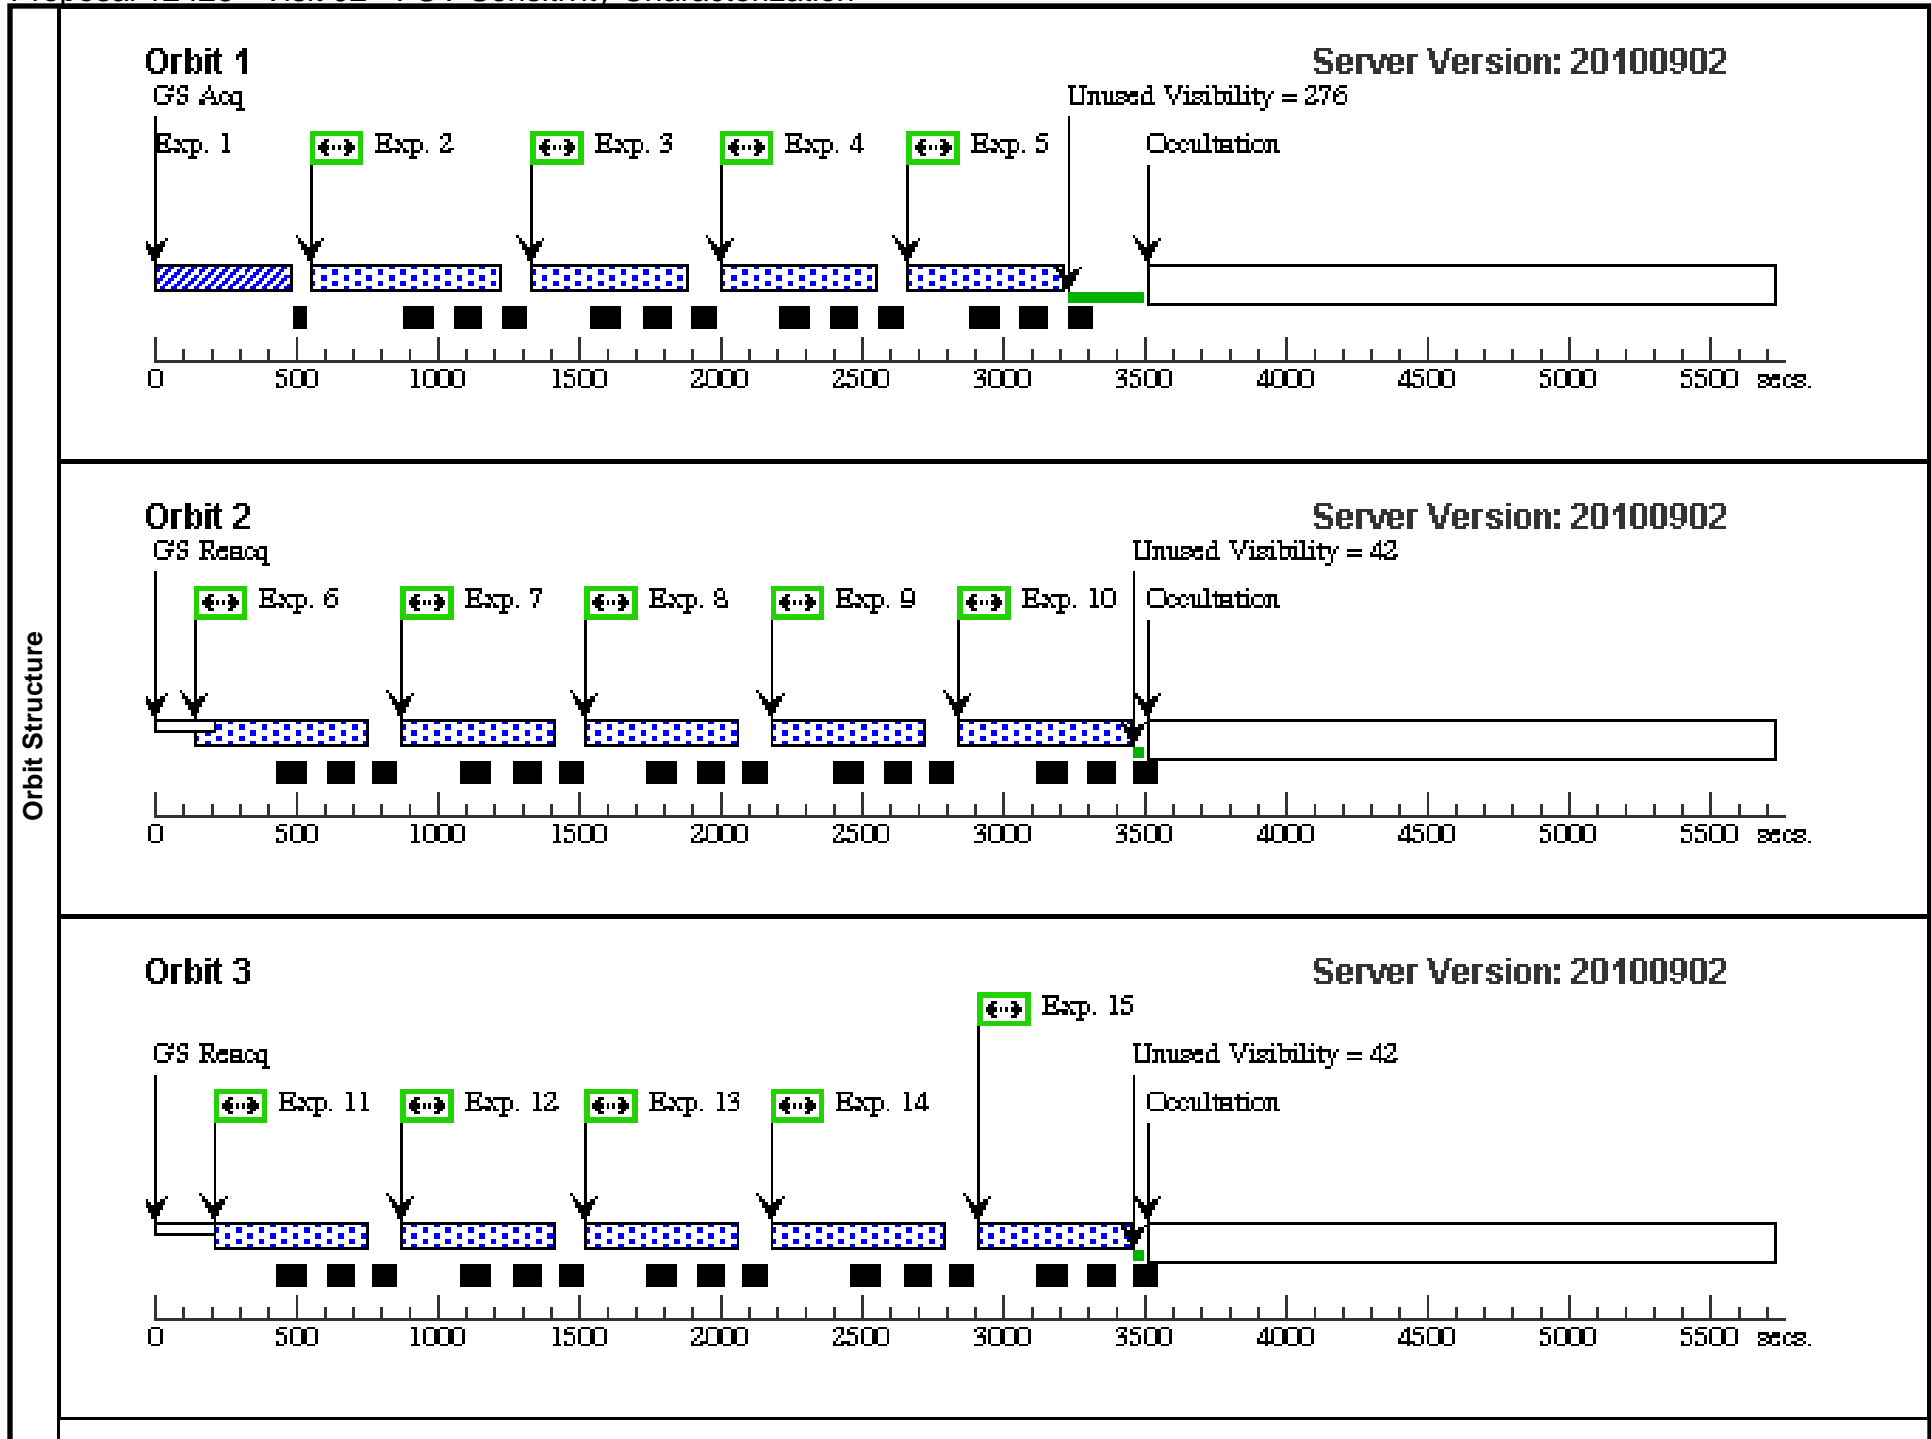 Orbit Structure
Orbit 1
Server Version: 20100902
GS Acq
Unused Visibility = 276
Exp. 1
Exp. 2
Exp. 3
Exp. 4
Exp. 5
Occultation
0 500 1000 1500 2000 2500 3000 3500 4000 4500 5000 5500 secs.
Orbit 2
Server Version: 20100902
GS Reacq
Unused Visibility = 42
Exp. 6
Exp. 7
Exp. 8
Exp. 9
Exp. 10
Occultation
0 500 1000 1500 2000 2500 3000 3500 4000 4500 5000 5500 secs.
Orbit 3
Server Version: 20100902
Exp. 15
GS Reacq
Unused Visibility = 42
Exp. 11
Exp. 12
Exp. 13
Exp. 14
Occultation
0 500 1000 1500 2000 2500 3000 3500 4000 4500 5000 5500 secs.